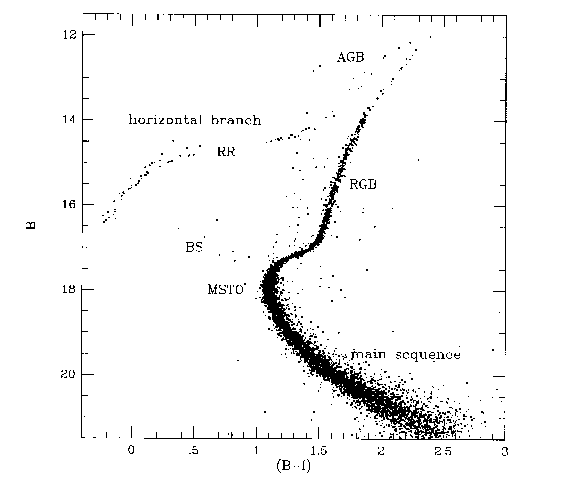 12
AGB
14
horizontal branch
RR
RGB
16
B
BS
MSTO
18
main sequence
20
0 .5 1 1.5 2 2.5 3
(B-I)